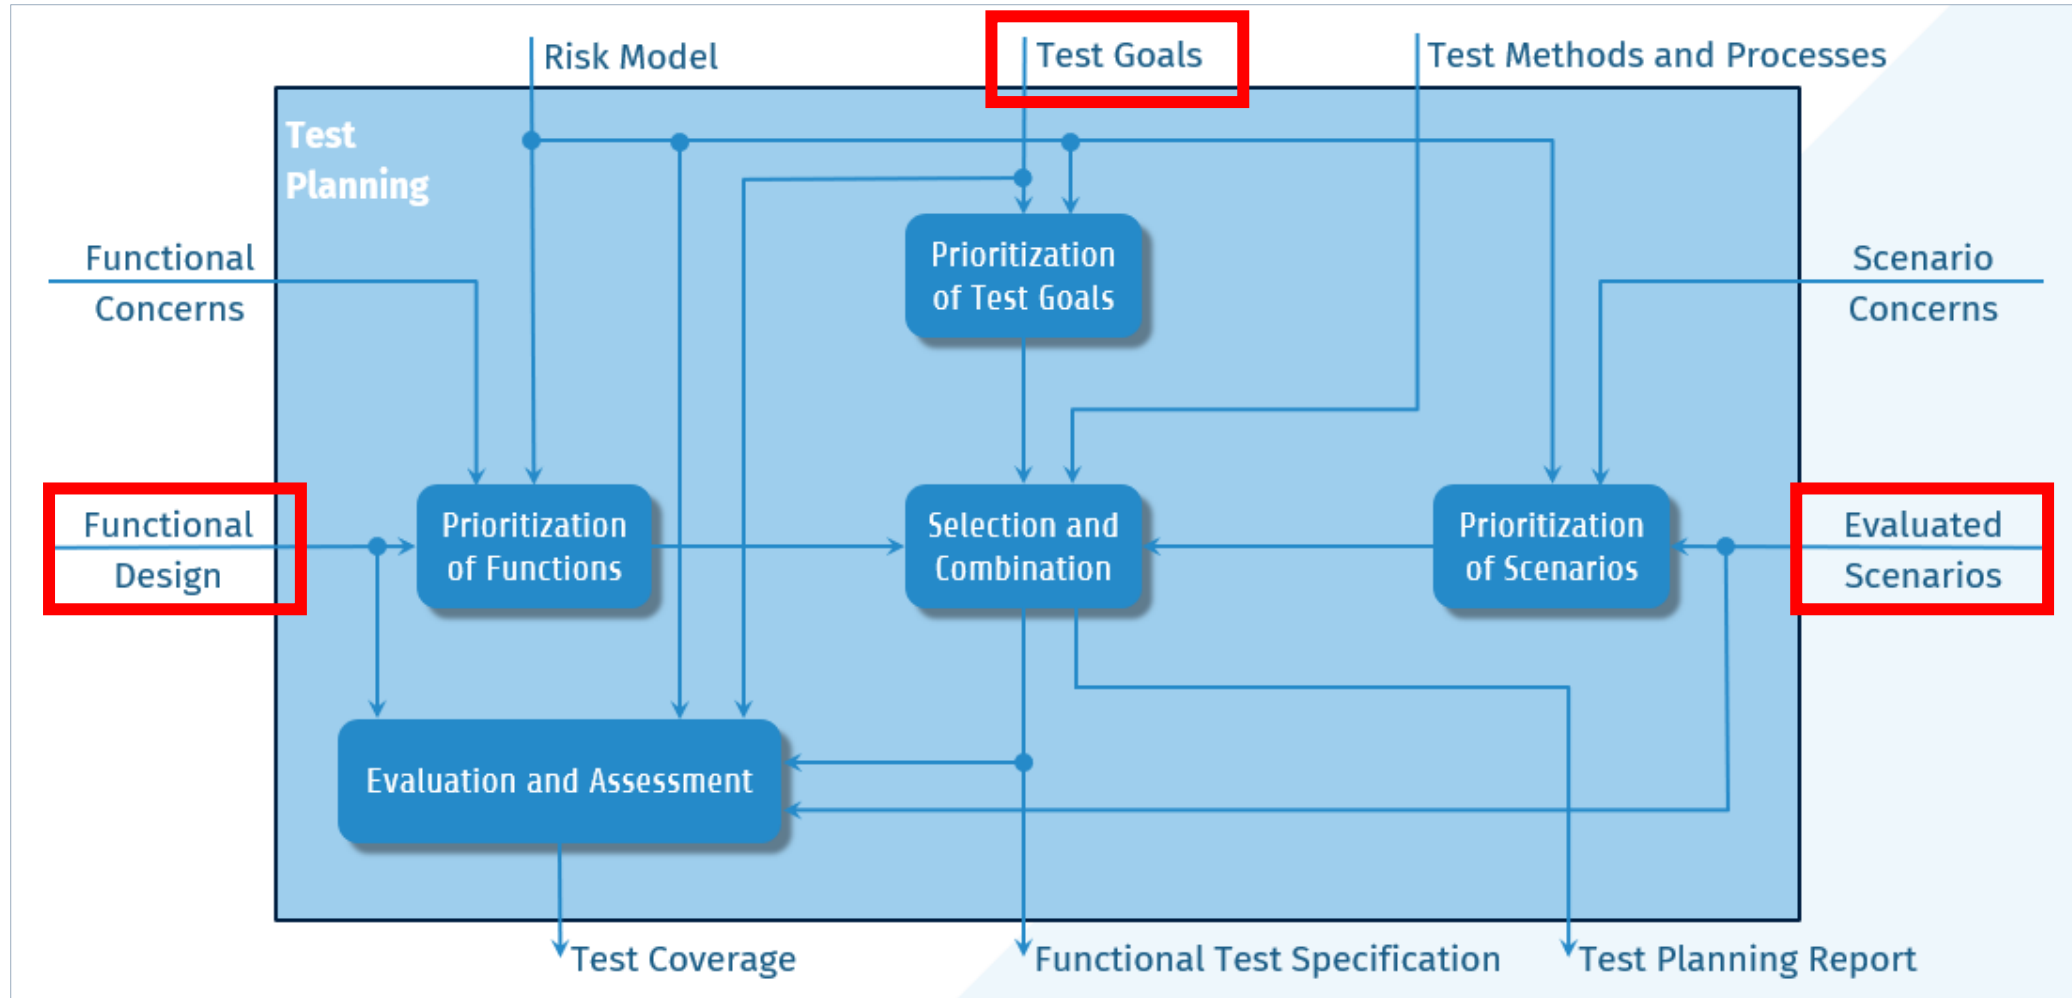 Risk Model
Test Goals
Test Methods and Processes
Test
Planning
Functional
Concerns
Prioritization
of Test Goals
Scenario
Concerns
Functional
Design
Prioritization
of Functions
Selection and
Combination
Prioritization
of Scenarios
Evaluated
Scenarios
Evaluation and Assessment
Test Coverage
Functional Test Specification
Test Planning Report